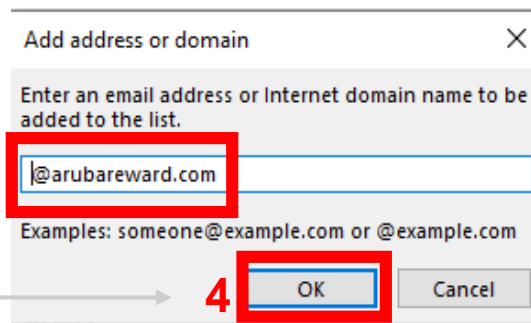 Add address or domain
Enter an email address or Internet domain name to be
added to the list.
@arubareward.com
Examples: someone@example.com or @example.com
4
OK
Cancel